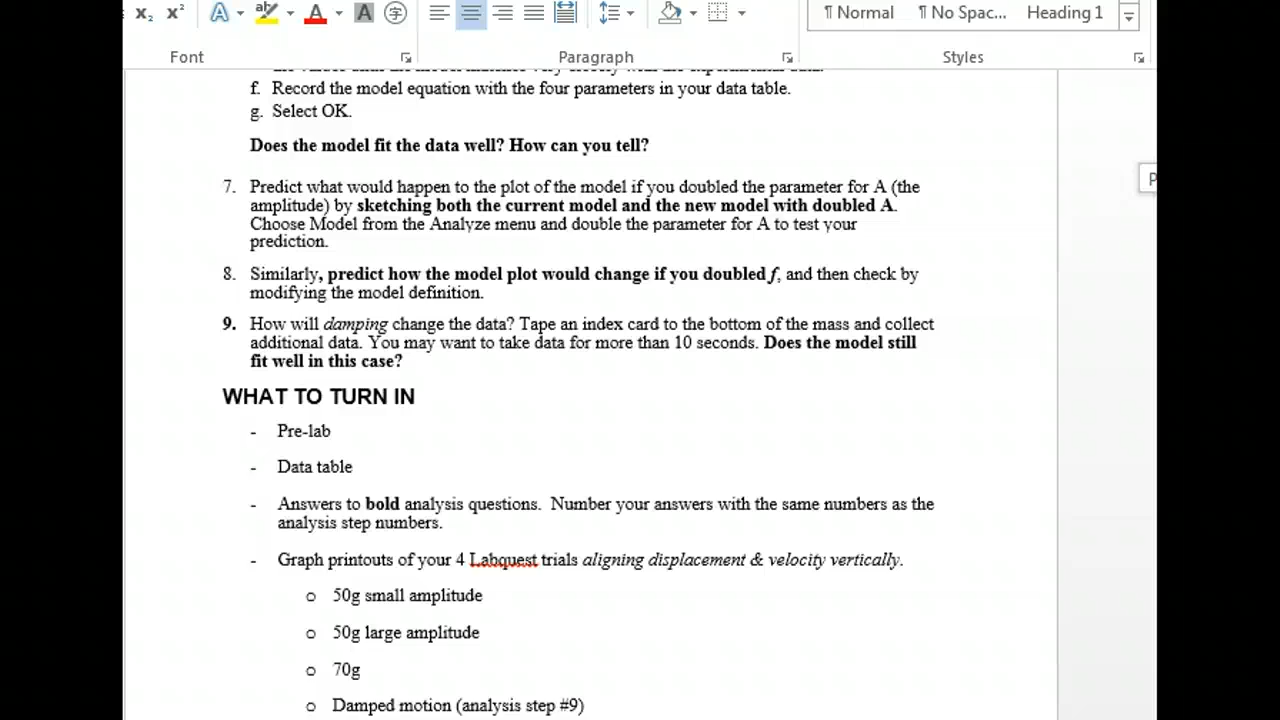 ¶ Normal ¶ No Spac... Heading 1
Font Paragraph Styles
f. Record the model equation with the four parameters in your data table.
g. Select OK.
Does the model fit the data well? How can you tell?
7. Predict what would happen to the plot of the model if you doubled the parameter for A (the
amplitude) by sketching both the current model and the new model with doubled A.
Choose Model from the Analyze menu and double the parameter for A to test your
prediction.
8. Similarly, predict how the model plot would change if you doubled f, and then check by
modifying the model definition.
9. How will damping change the data? Tape an index card to the bottom of the mass and collect
additional data. You may want to take data for more than 10 seconds. Does the model still
fit well in this case?
WHAT TO TURN IN
- Pre-lab
- Data table
- Answers to bold analysis questions. Number your answers with the same numbers as the
analysis step numbers.
- Graph printouts of your 4 Labquest trials aligning displacement & velocity vertically.
o 50g small amplitude
o 50g large amplitude
o 70g
o Damped motion (analysis step #9)